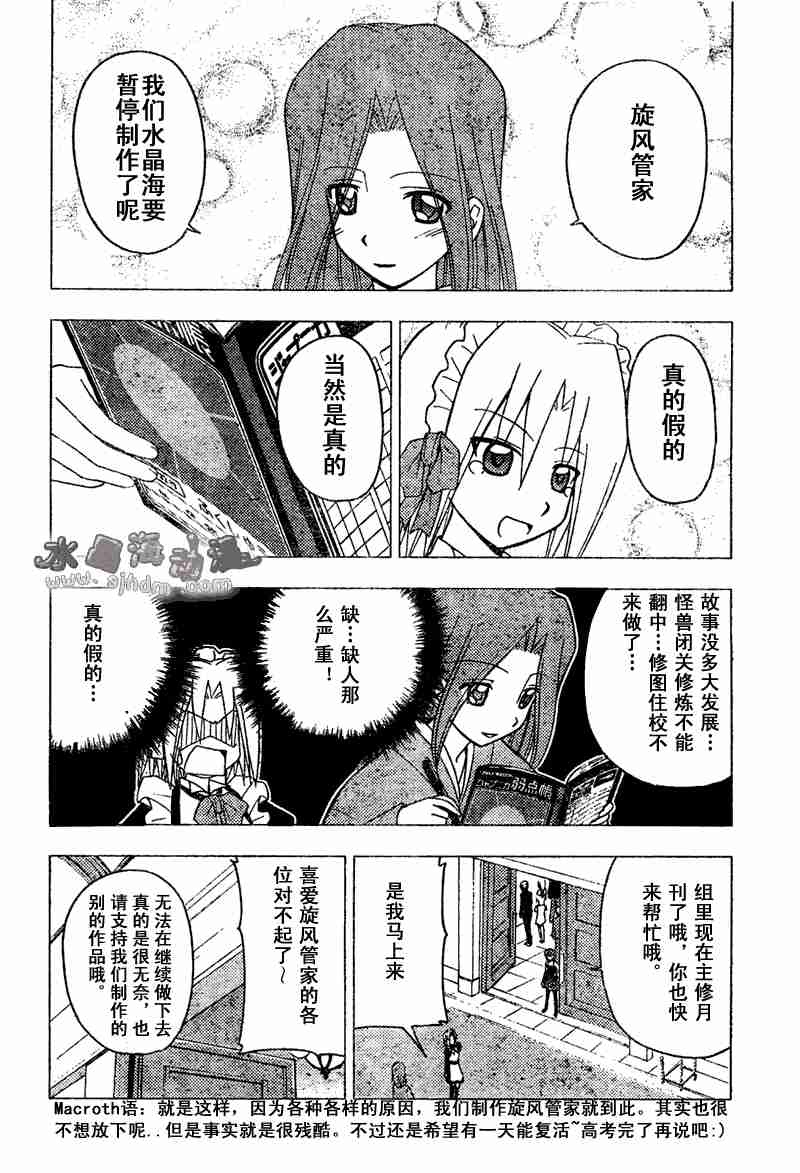 旋风管家
我们水晶海要
暂停制作了呢
真的假的
当然是真的
故事没多大发展…
怪兽闭关修炼不能
翻中…修图住校不
来做了…
缺…缺人那
么严重！
真的假的…
弱点帳
水晶海动漫
www.sjhdm.com
组里现在主修月
刊了哦，你也快
来帮忙哦。
是我马上来
喜爱旋风管家的各
位对不起了~
无法在继续做下去
真的是很无奈，也
请支持我们制作的
别的作品哦。
Macroth语：就是这样，因为各种各样的原因，我们制作旋风管家就到此。其实也很
不想放下呢..但是事实就是很残酷。不过还是希望有一天能复活~高考完了再说吧:)